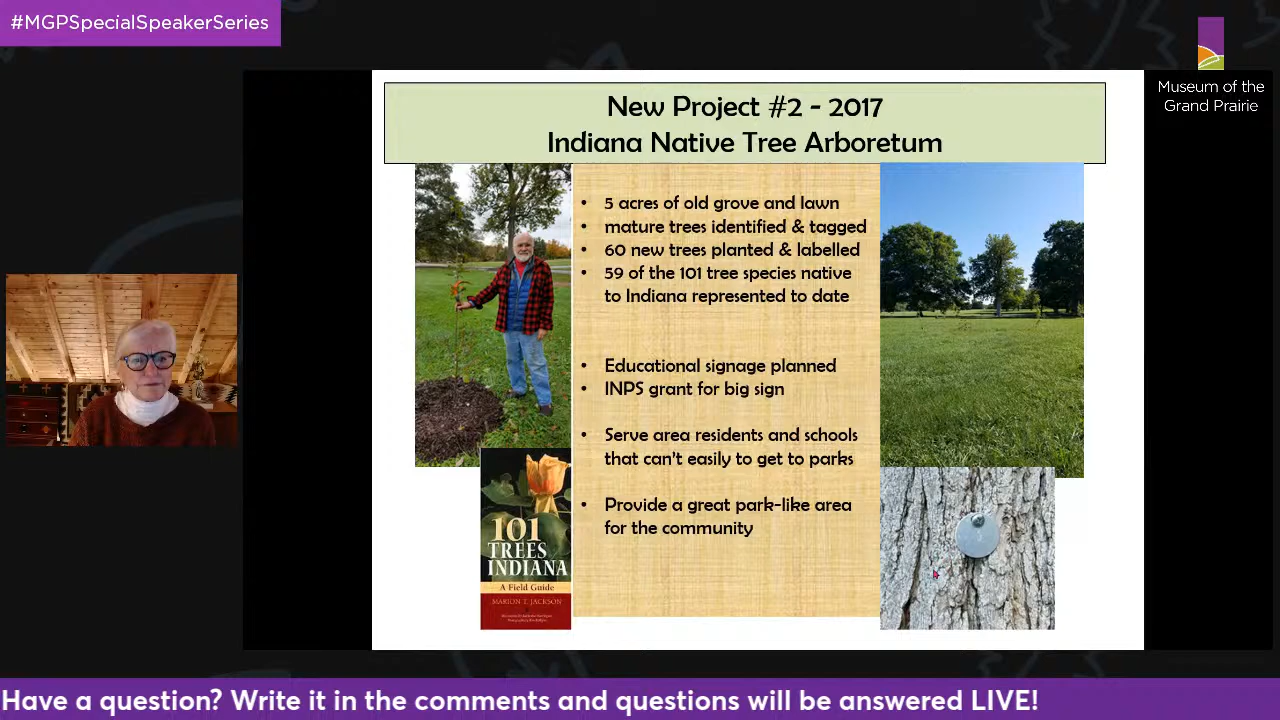 #MGPSpecialSpeakerSeries
Museum of the
Grand Prairie
New Project #2 - 2017
Indiana Native Tree Arboretum
• 5 acres of old grove and lawn
• mature trees identified & tagged
• 60 new trees planted & labelled
• 59 of the 101 tree species native
to Indiana represented to date
• Educational signage planned
• INPS grant for big sign
• Serve area residents and schools
that can't easily to get to parks
• Provide a great park-like area
for the community
101
TREES
INDIANA
A Field Guide
MARION T. JACKSON
Have a question? Write it in the comments and questions will be answered LIVE!